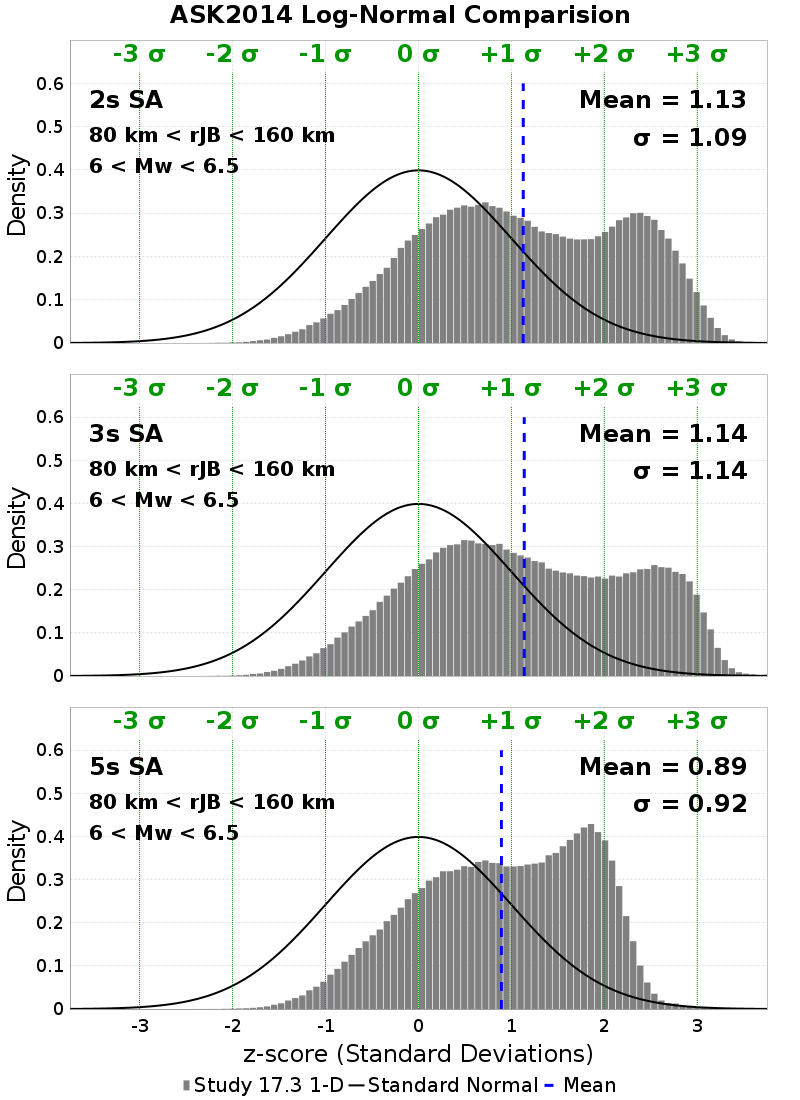 ASK2014 Log-Normal Comparision
-3 σ -2 σ -1 σ 0 σ +1 σ +2 σ +3 σ
2s SA
Mean = 1.13
80 km < rJB < 160 km
σ = 1.09
6 < Mw < 6.5
Density
0.6
0.5
0.4
0.3
0.2
0.1
0
-3 σ -2 σ -1 σ 0 σ +1 σ +2 σ +3 σ
3s SA
Mean = 1.14
80 km < rJB < 160 km
σ = 1.14
6 < Mw < 6.5
Density
0.6
0.5
0.4
0.3
0.2
0.1
0
-3 σ -2 σ -1 σ 0 σ +1 σ +2 σ +3 σ
5s SA
Mean = 0.89
80 km < rJB < 160 km
σ = 0.92
6 < Mw < 6.5
Density
0.6
0.5
0.4
0.3
0.2
0.1
0
-3 -2 -1 0 1 2 3
z-score (Standard Deviations)
Study 17.3 1-D Standard Normal Mean